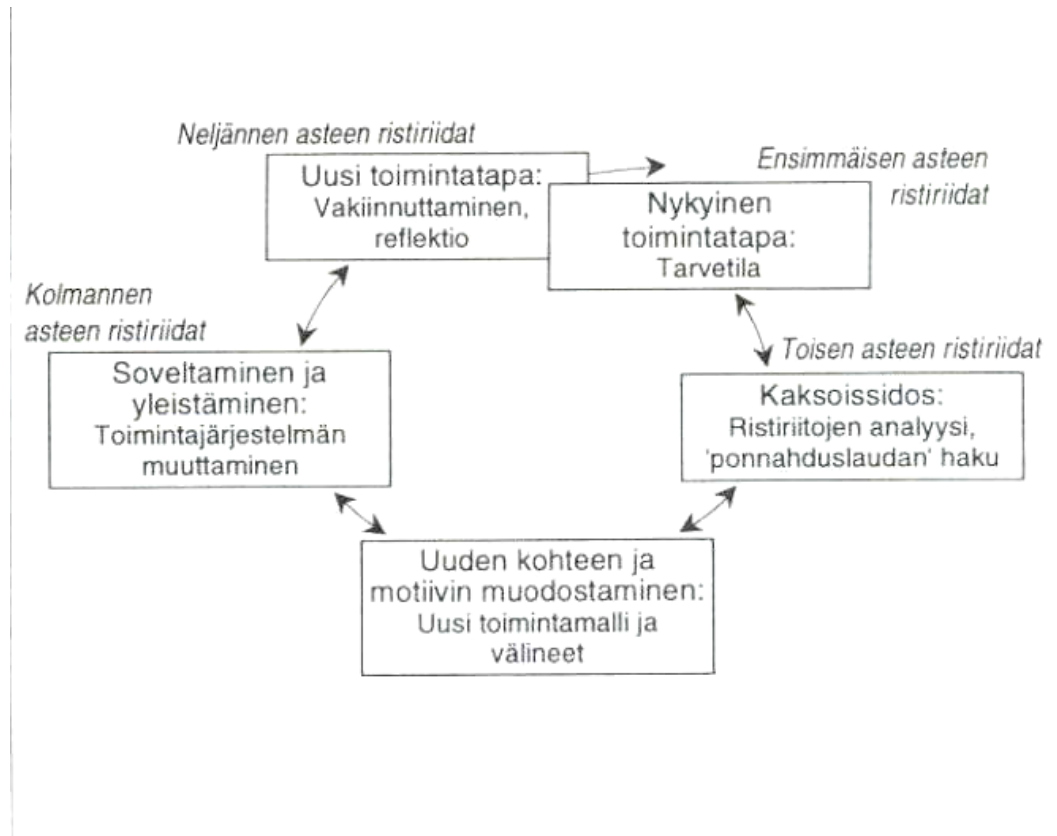 Neljännen asteen ristiriidat
Uusi toimintatapa:
Vakiinnuttaminen,
reflektio
Ensimmäisen asteen
ristiriidat
Nykyinen
toimintatapa:
Tarvetila
Kolmannen
asteen ristiriidat
Soveltaminen ja
yleistäminen:
Toimintajärjestelmän
muuttaminen
Toisen asteen ristiriidat
Kaksoissidos:
Ristiriitojen analyysi,
'ponnahduslaudan' haku
Uuden kohteen ja
motiivin muodostaminen:
Uusi toimintamalli ja
välineet